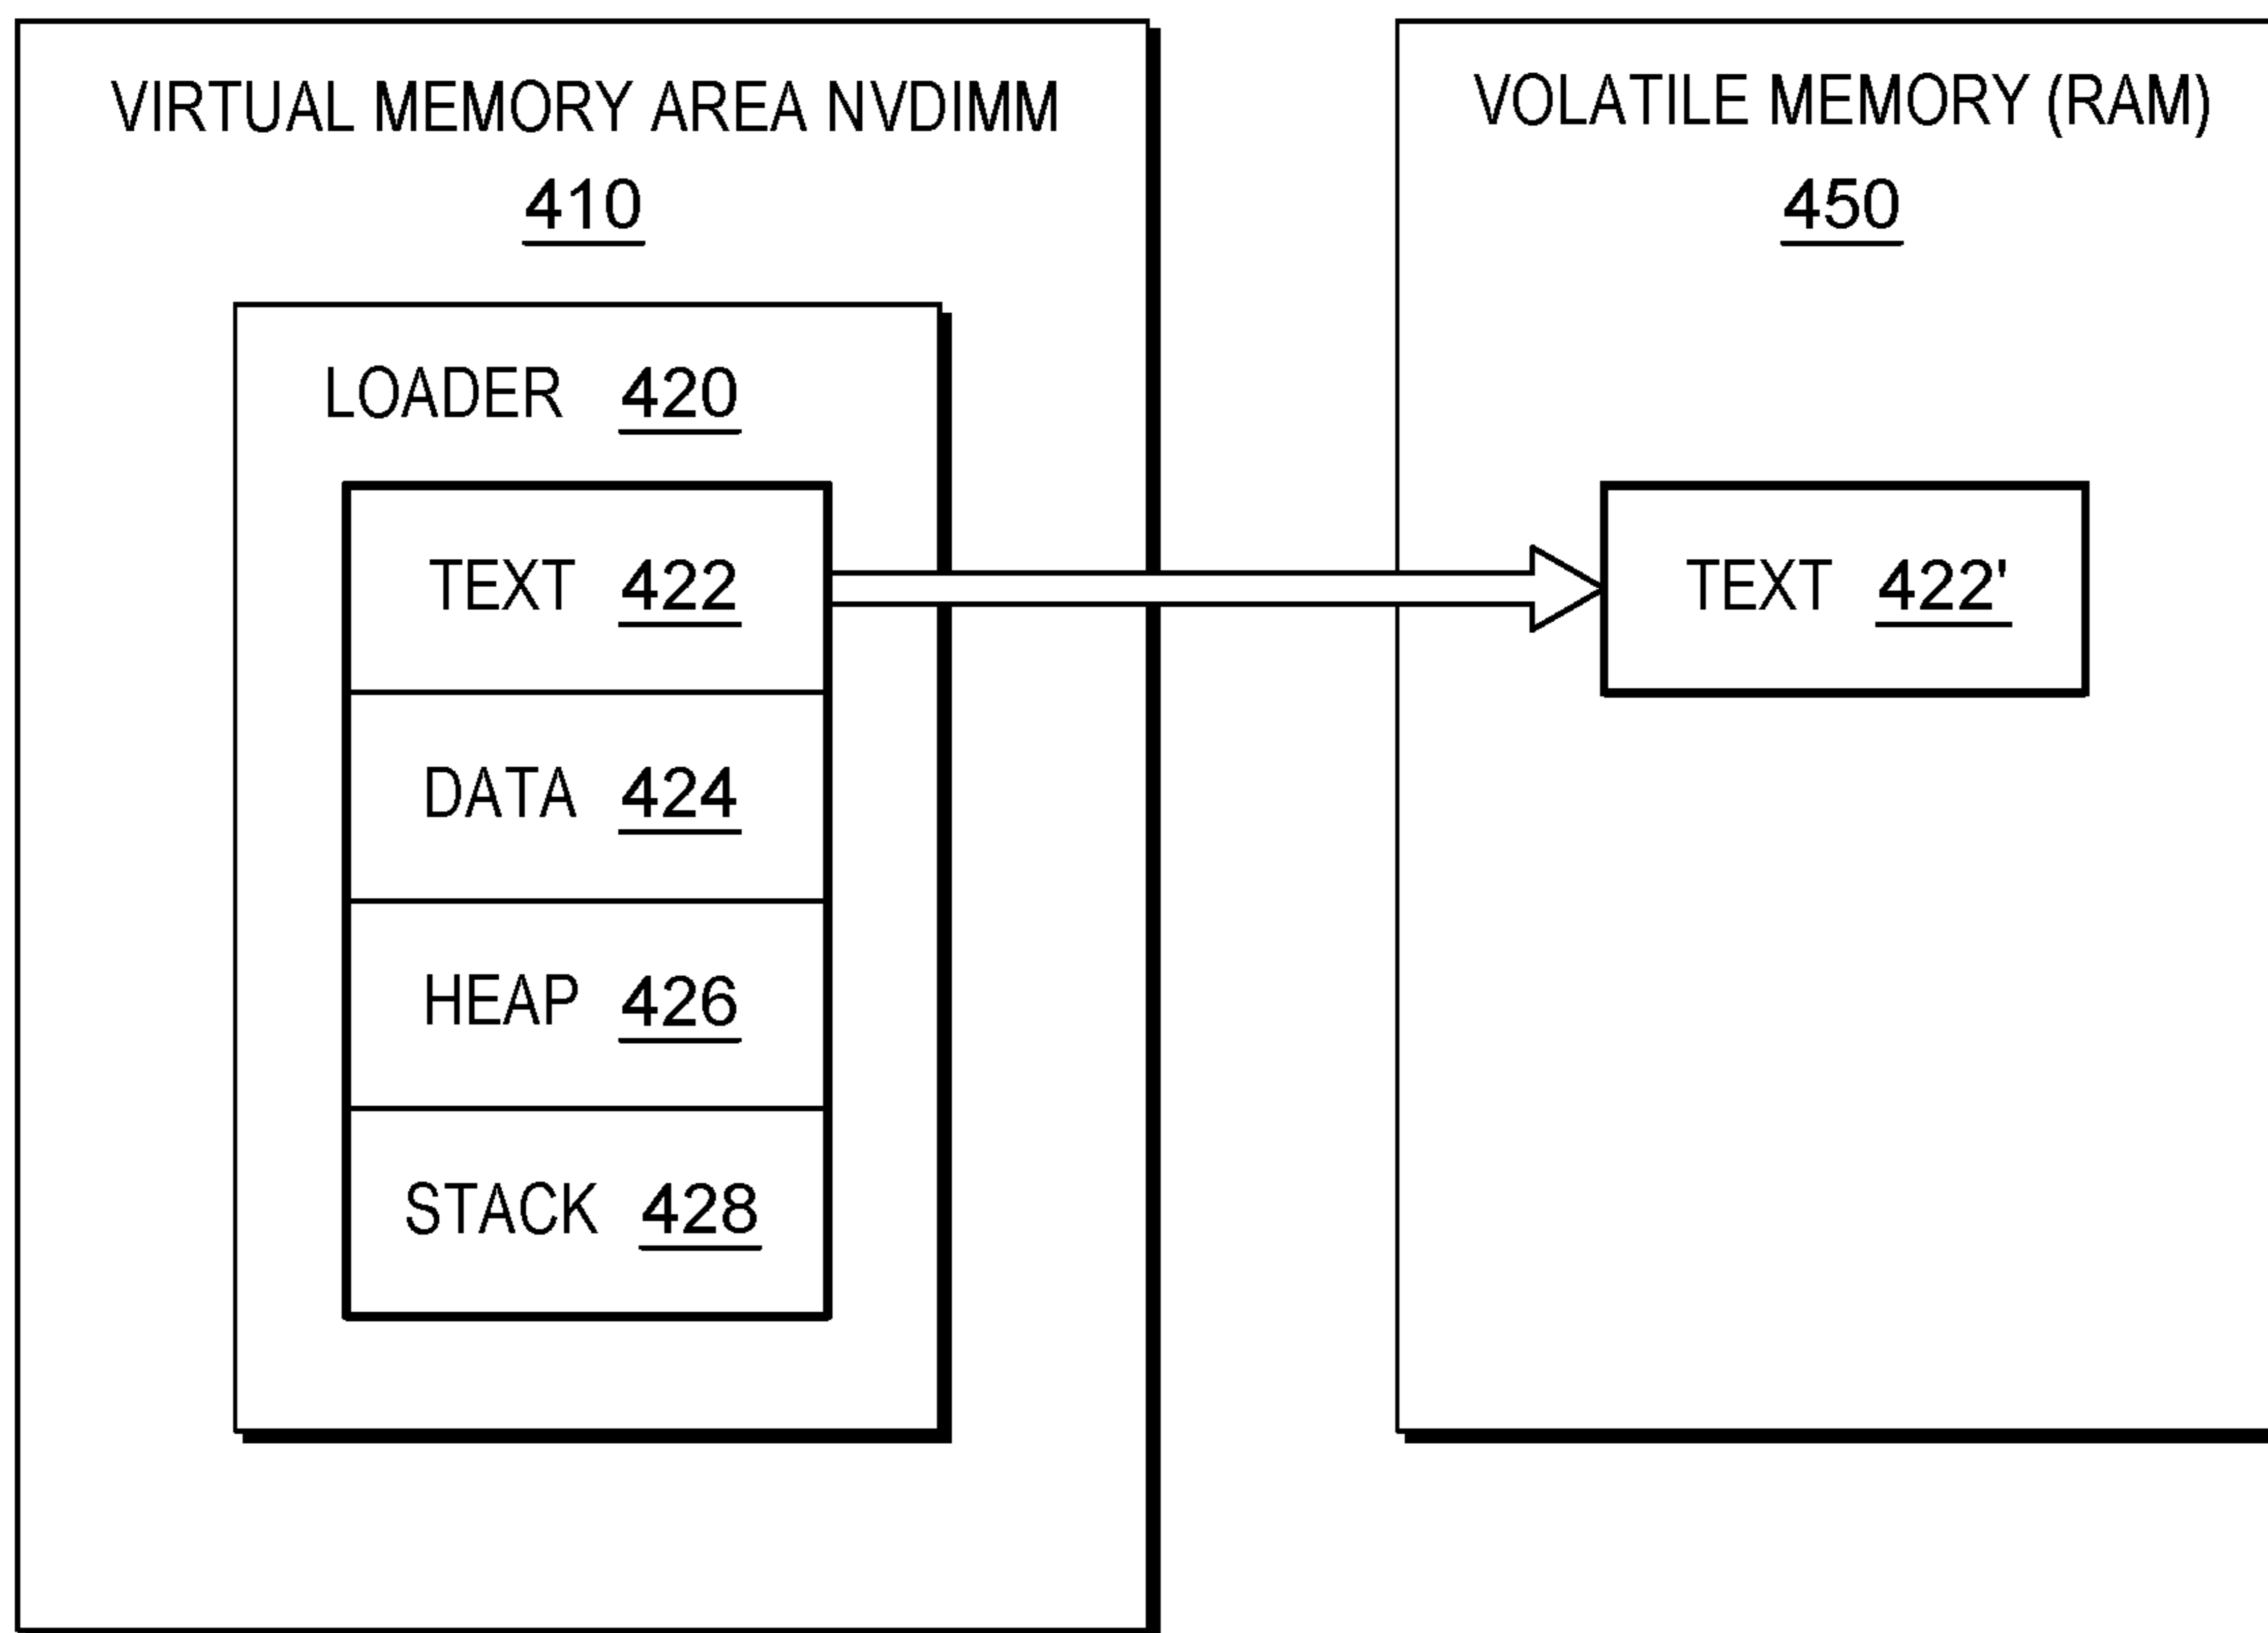 VIRTUAL MEMORY AREA NVDIMM
410
LOADER 420
TEXT 422
DATA 424
HEAP 426
STACK 428
VOLATILE MEMORY (RAM)
450
TEXT 422'